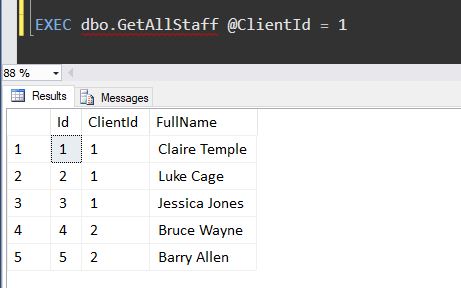 EXEC dbo.GetAllStaff @ClientId = 1
88 %
Results Messages
Id ClientId FullName
1 1 1 Claire Temple
2 2 1 Luke Cage
3 3 1 Jessica Jones
4 4 2 Bruce Wayne
5 5 2 Barry Allen